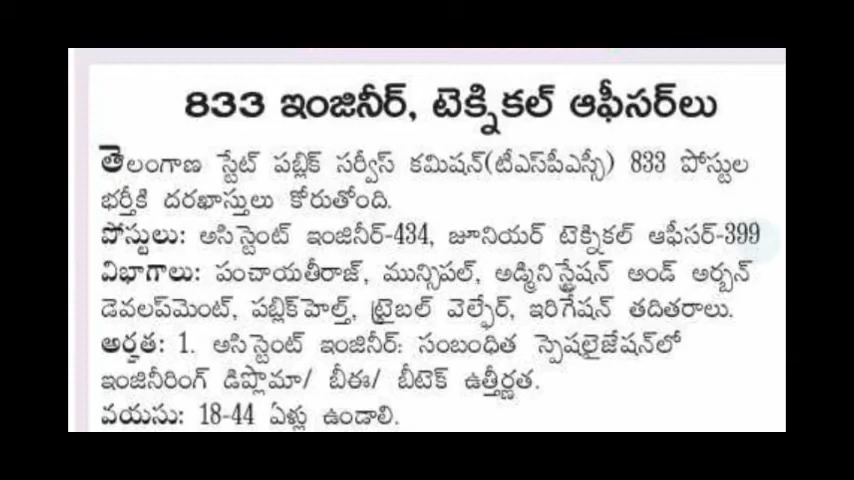 833 ఇంజినీర్, టెక్నికల్ ఆఫీసర్‌లు
తెలంగాణ స్టేట్ పబ్లిక్ సర్వీస్ కమిషన్(టీఎస్‌పీఎస్సీ) 833 పోస్టుల
భర్తీకి దరఖాస్తులు కోరుతోంది.
పోస్టులు: అసిస్టెంట్ ఇంజినీర్-434, జూనియర్ టెక్నికల్ ఆఫీసర్-399
విభాగాలు: పంచాయతీరాజ్, మున్సిపల్, అడ్మినిస్ట్రేషన్ అండ్ అర్బన్
డెవలప్‌మెంట్, పబ్లిక్‌హెల్త్, ట్రైబల్ వెల్ఫేర్, ఇరిగేషన్ తదితరాలు.
అర్హత: 1. అసిస్టెంట్ ఇంజినీర్: సంబంధిత స్పెషలైజేషన్‌లో
ఇంజినీరింగ్ డిప్లొమా/ బీఈ/ బీటెక్ ఉత్తీర్ణత.
వయసు: 18-44 ఏళ్లు ఉండాలి.